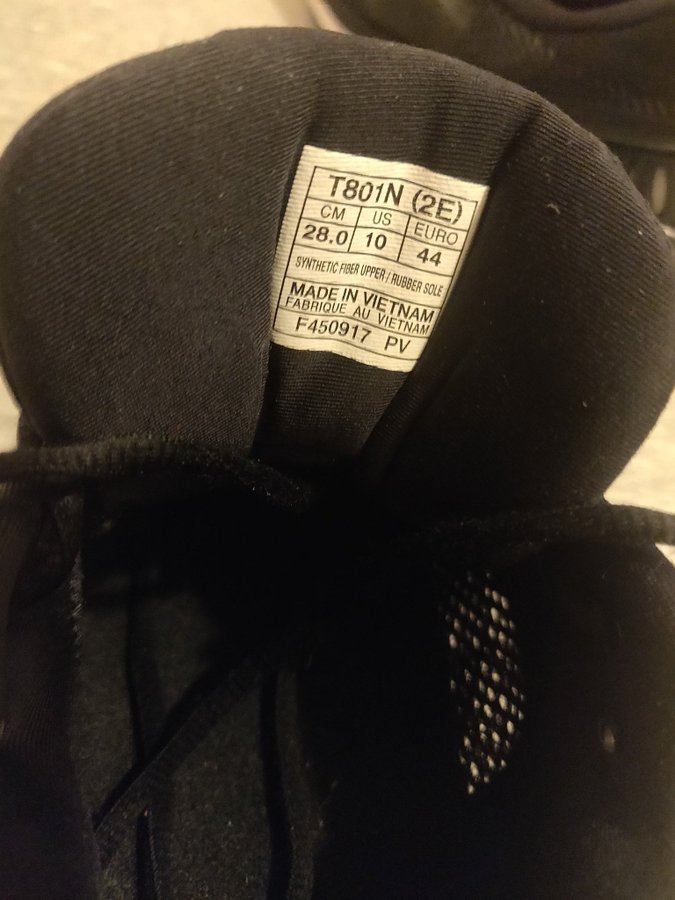 T801N (2E)
CM US EURO
28.0 10 44
SYNTHETIC FIBER UPPER / RUBBER SOLE
MADE IN VIETNAM
FABRIQUE AU VIETNAM
F450917 PV